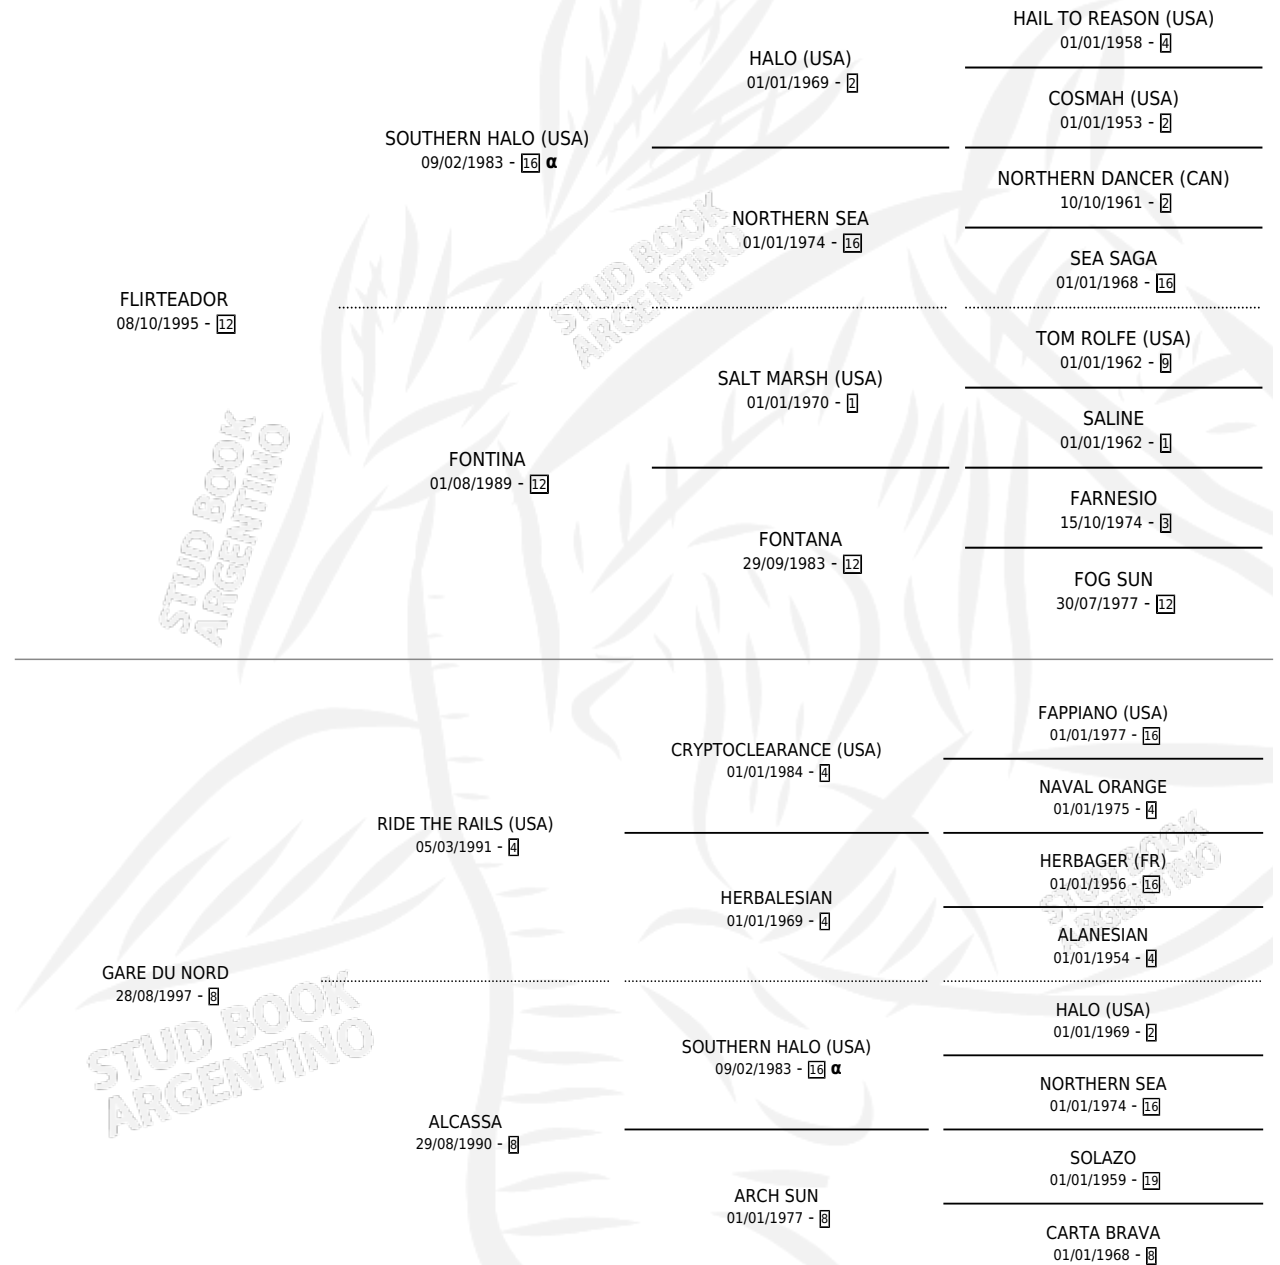 HAIL TO REASON (USA)
01/01/1958 - 4
HALO (USA)
01/01/1969 - 2
COSMAH (USA)
01/01/1953 - 2
SOUTHERN HALO (USA)
09/02/1983 - 16 α
NORTHERN DANCER (CAN)
10/10/1961 - 2
NORTHERN SEA
01/01/1974 - 16
SEA SAGA
01/01/1968 - 16
FLIRTEADOR
08/10/1995 - 12
TOM ROLFE (USA)
01/01/1962 - 9
SALT MARSH (USA)
01/01/1970 - 1
SALINE
01/01/1962 - 1
FONTINA
01/08/1989 - 12
FARNESIO
15/10/1974 - 3
FONTANA
29/09/1983 - 12
FOG SUN
30/07/1977 - 12
STUD BOOK
ARGENTINO
STUD BOOK
ARGENTINO
FAPPIANO (USA)
01/01/1977 - 16
CRYPTOCLEARANCE (USA)
01/01/1984 - 4
NAVAL ORANGE
01/01/1975 - 4
RIDE THE RAILS (USA)
05/03/1991 - 4
HERBAGER (FR)
01/01/1956 - 16
HERBALESIAN
01/01/1969 - 4
ALANESIAN
01/01/1954 - 4
GARE DU NORD
28/08/1997 - 8
HALO (USA)
01/01/1969 - 2
SOUTHERN HALO (USA)
09/02/1983 - 16 α
NORTHERN SEA
01/01/1974 - 16
ALCASSA
29/08/1990 - 8
SOLAZO
01/01/1959 - 19
ARCH SUN
01/01/1977 - 8
CARTA BRAVA
01/01/1968 - 8
STUD BOOK
ARGENTINO
STUD BOOK
ARGENTINO